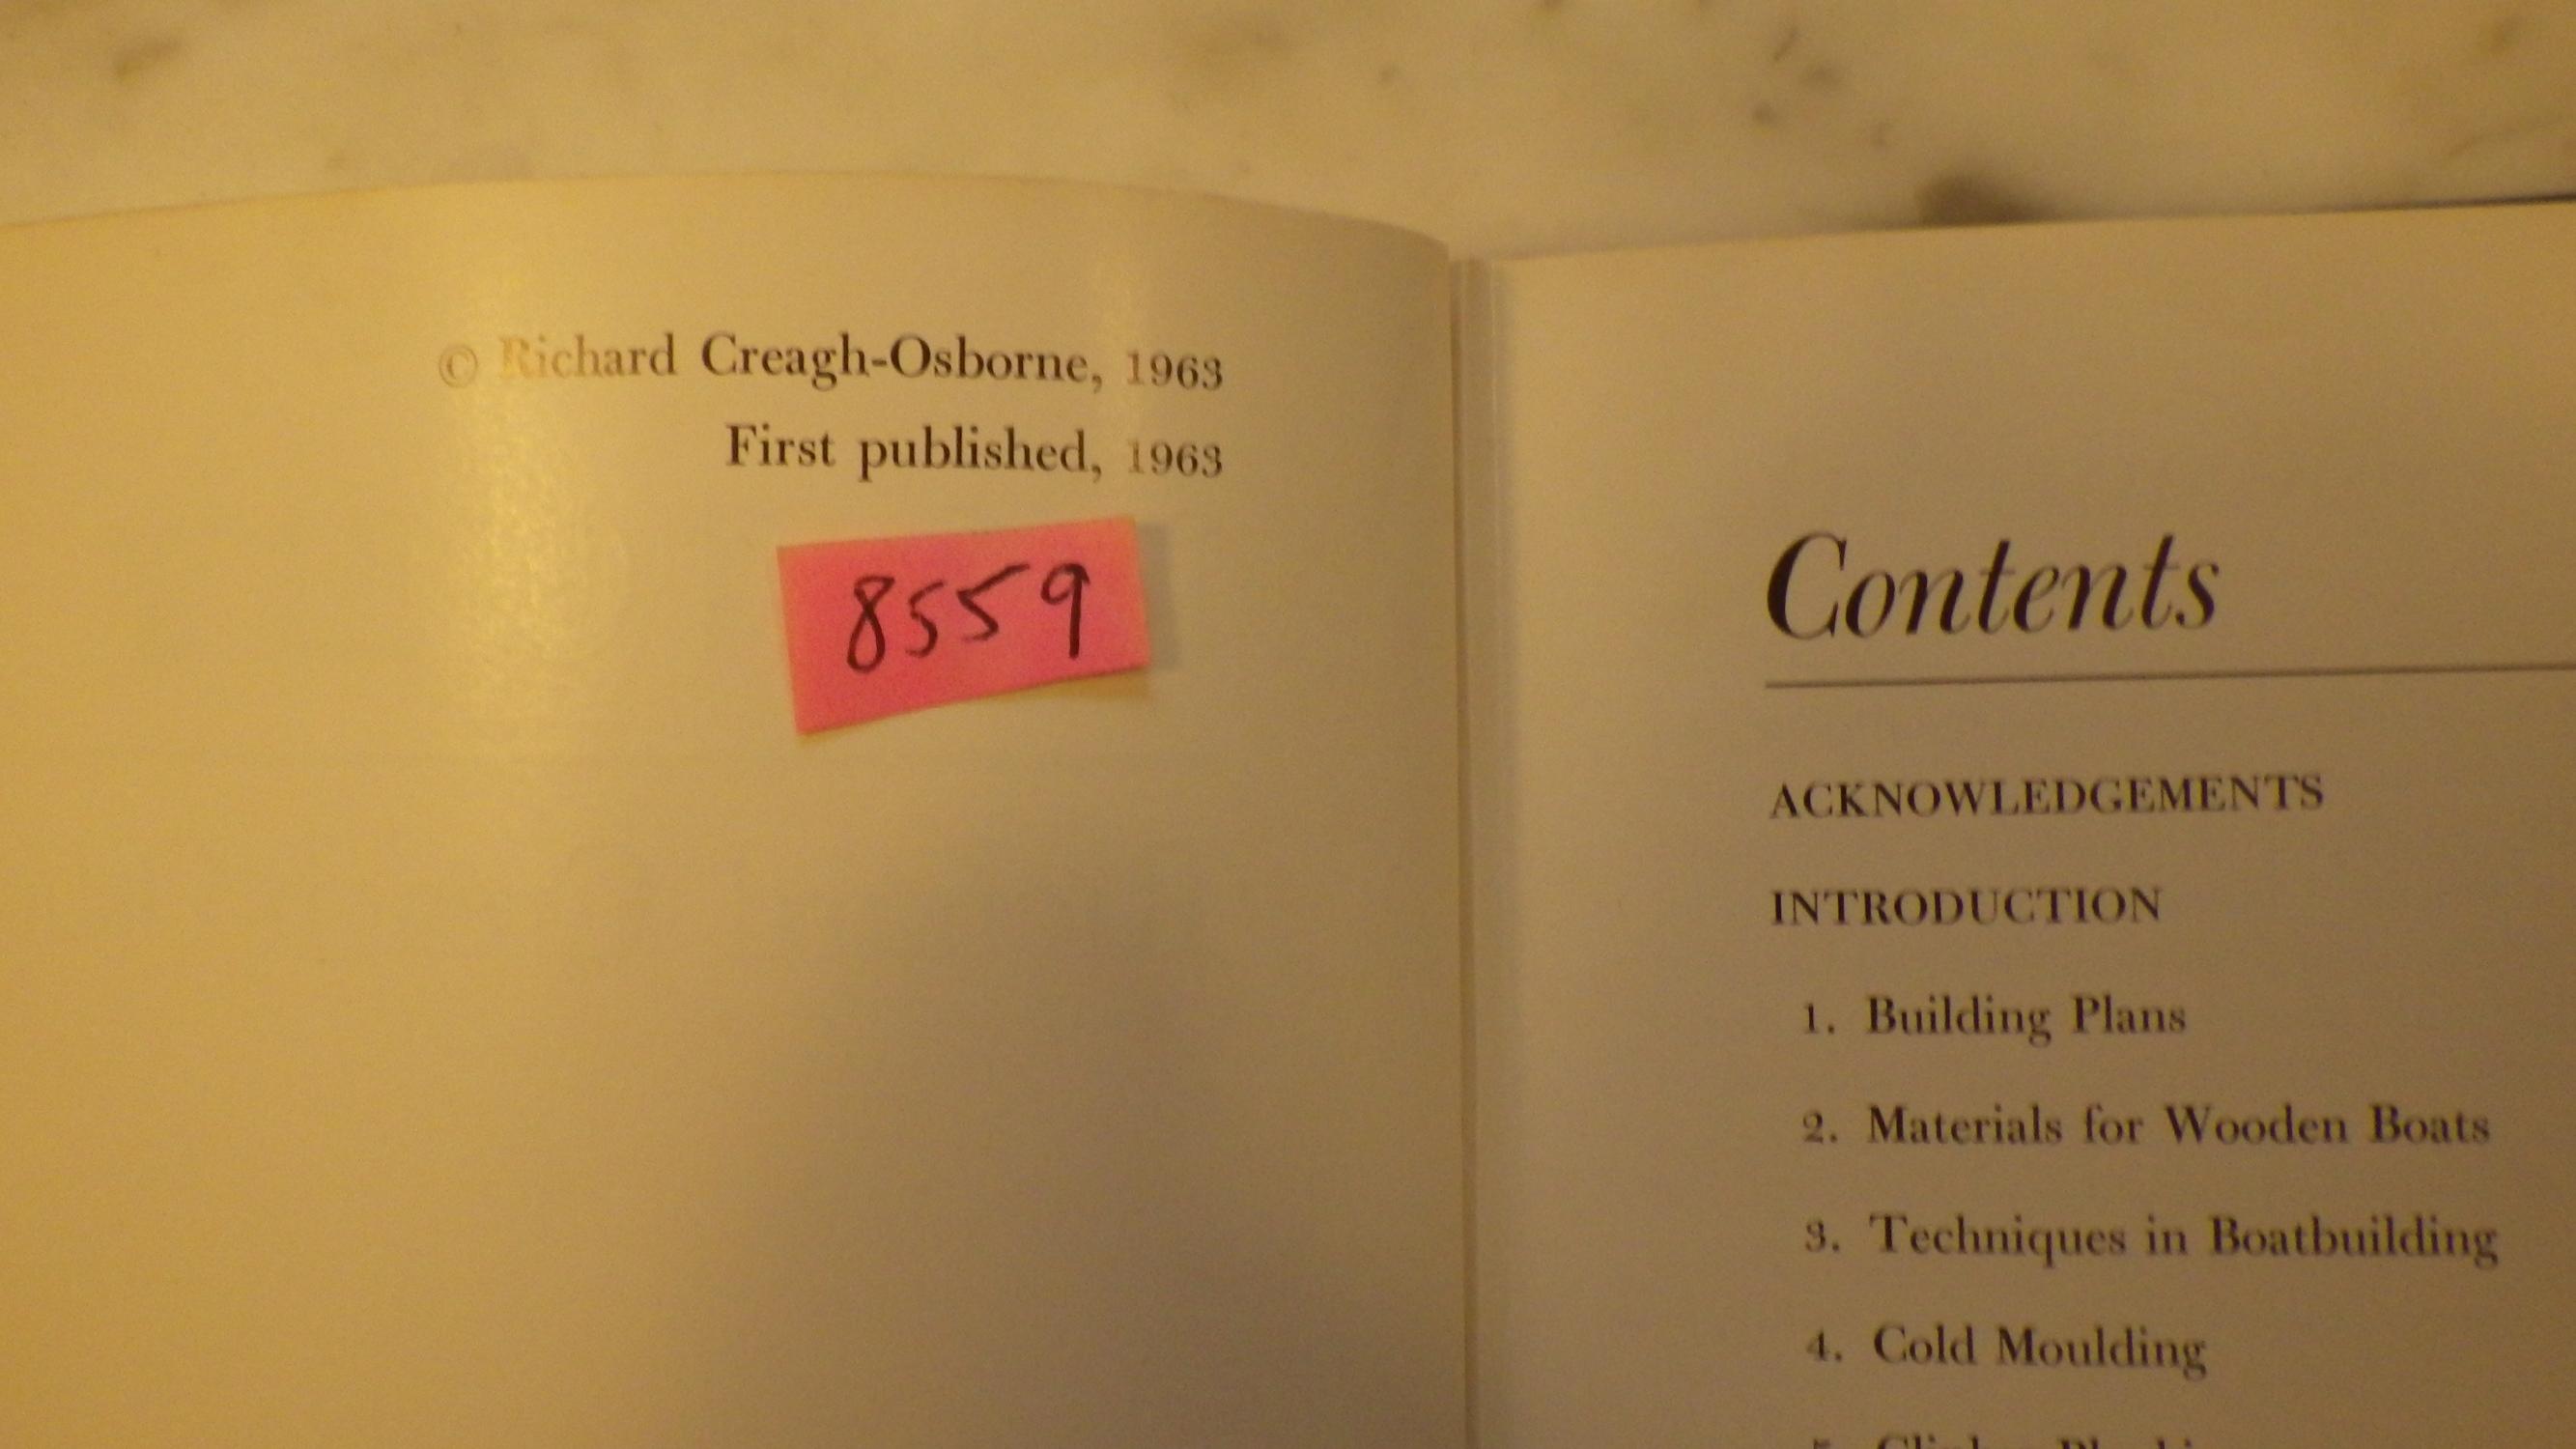 © Richard Creagh-Osborne, 1963
First published, 1963
8559
Contents
ACKNOWLEDGEMENTS
INTRODUCTION
1. Building Plans
2. Materials for Wooden Boats
3. Techniques in Boatbuilding
4. Cold Moulding